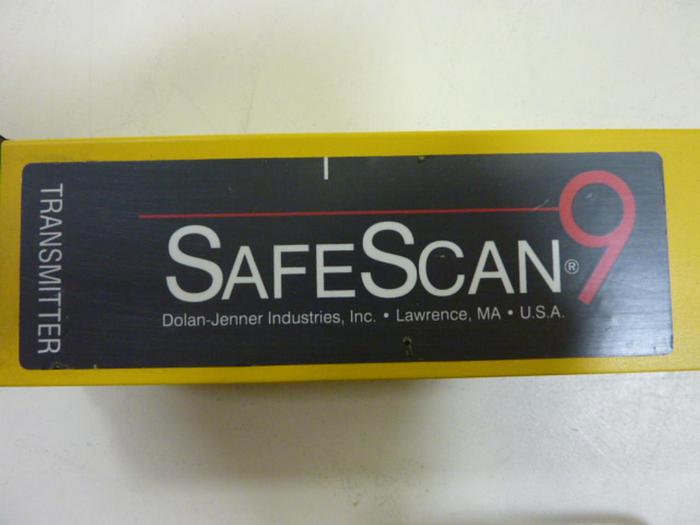 TRANSMITTER
SAFESCAN® 9
Dolan-Jenner Industries, Inc. • Lawrence, MA • U.S.A.